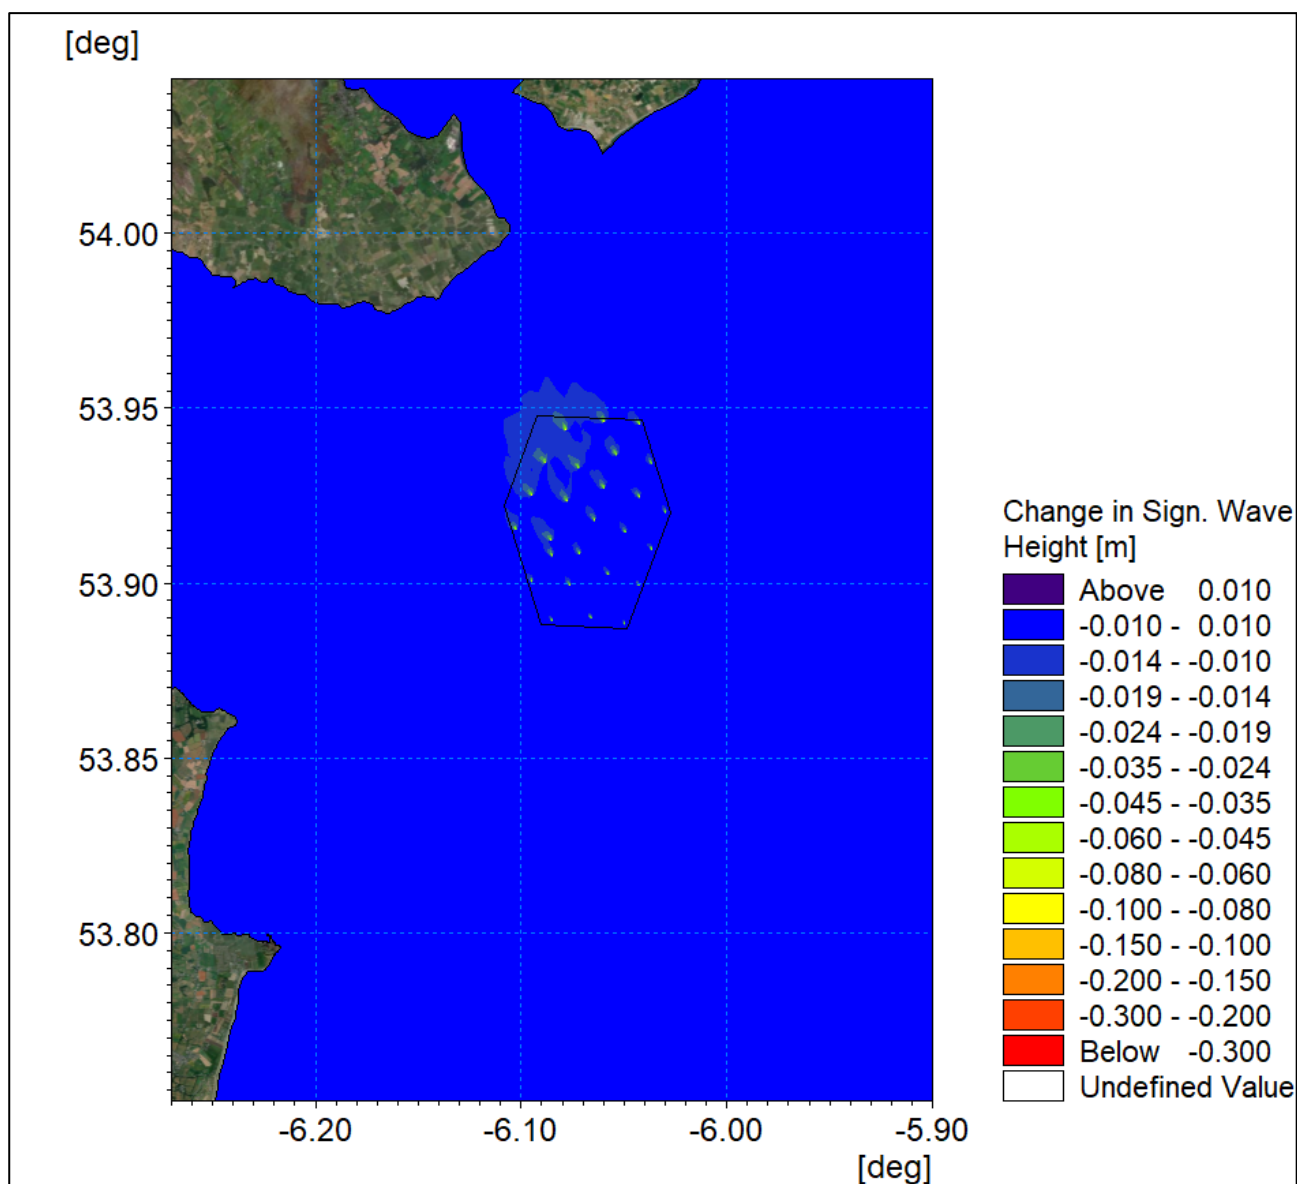 [deg]
54.00
53.95
53.90
53.85
53.80
-6.20 -6.10 -6.00 -5.90
[deg]
Change in Sign. Wave
Height [m]
Above 0.010
-0.010 - 0.010
-0.014 - -0.010
-0.019 - -0.014
-0.024 - -0.019
-0.035 - -0.024
-0.045 - -0.035
-0.060 - -0.045
-0.080 - -0.060
-0.100 - -0.080
-0.150 - -0.100
-0.200 - -0.150
-0.300 - -0.200
Below -0.300
Undefined Value